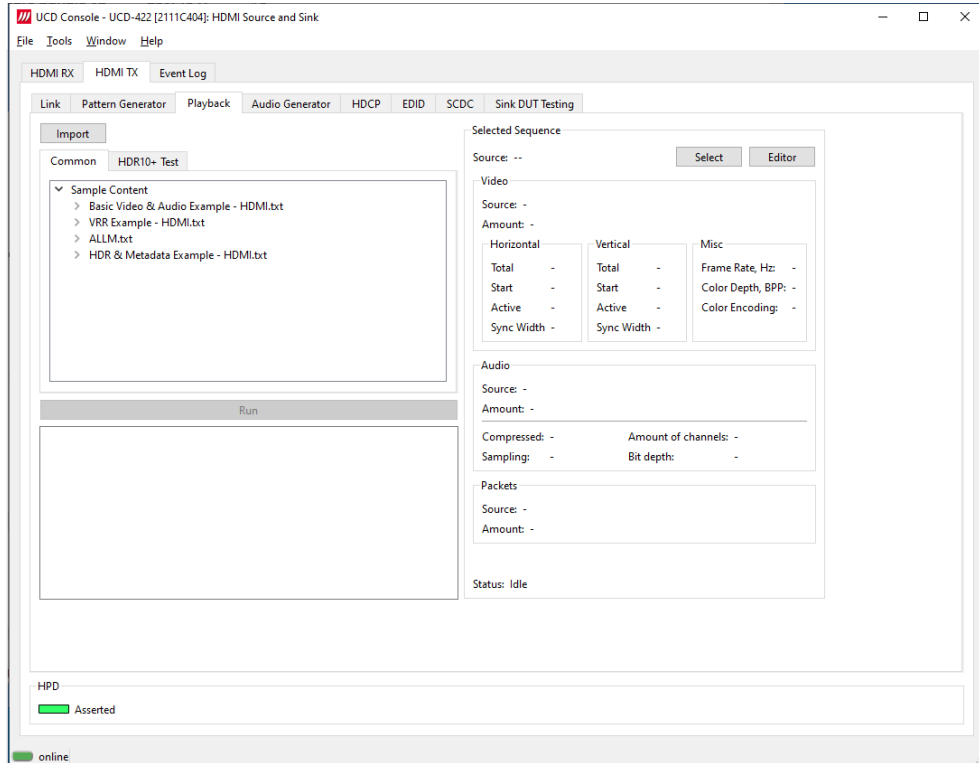 UCD Console - UCD-422 [2111C404]: HDMI Source and Sink
File Tools Window Help
HDMI RX HDMI TX Event Log
Link Pattern Generator Playback Audio Generator HDCP EDID SCDC Sink DUT Testing
Import
Common HDR10+ Test
Sample Content
Basic Video & Audio Example - HDMI.txt
VRR Example - HDMI.txt
ALLM.txt
HDR & Metadata Example - HDMI.txt
Run
Selected Sequence
Source: --
Select Editor
Video
Source: -
Amount: -
Horizontal
Total -
Start -
Active -
Sync Width -
Vertical
Total -
Start -
Active -
Sync Width -
Misc
Frame Rate, Hz: -
Color Depth, BPP: -
Color Encoding: -
Audio
Source: -
Amount: -
Compressed: - Amount of channels: -
Sampling: - Bit depth: -
Packets
Source: -
Amount: -
Status: Idle
HPD
Asserted
online